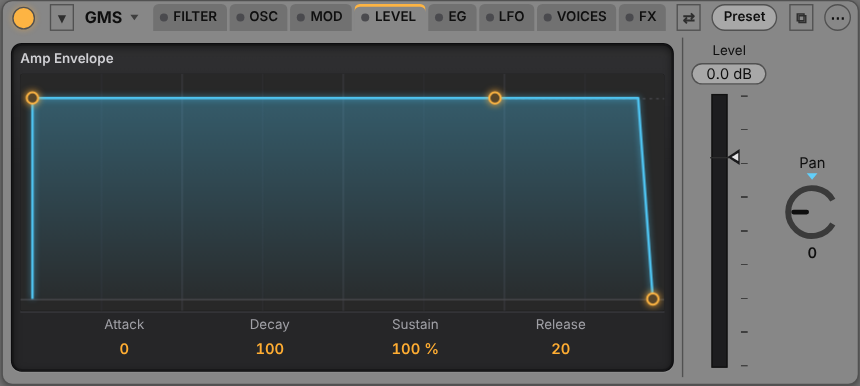 GMS FILTER OSC MOD LEVEL EG LFO VOICES FX Preset
Amp Envelope
Level
0.0 dB
Pan
0
Attack Decay Sustain Release
0 100 100 % 20